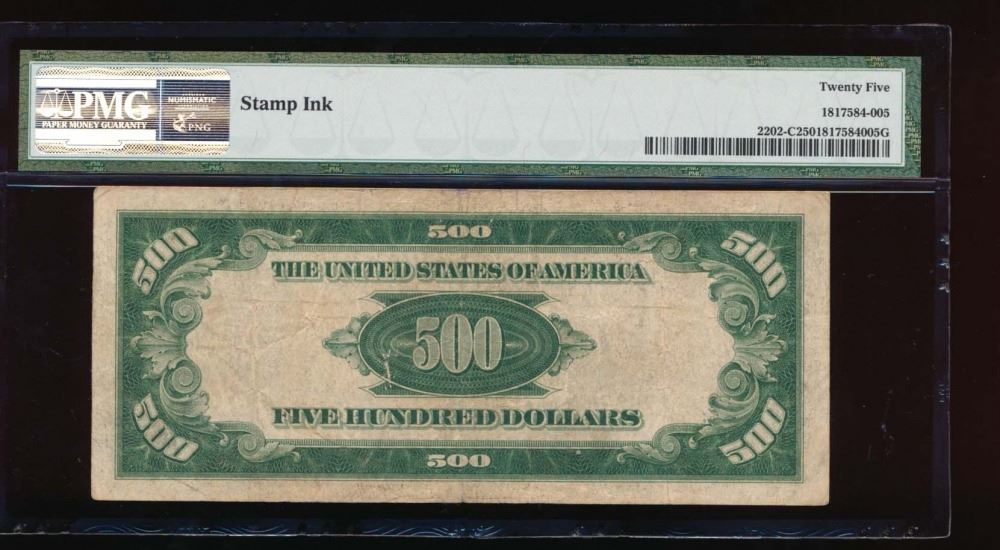 PMG
PAPER MONEY GUARANTY
NUMISMATIC
PNG
Stamp Ink
Twenty Five
1817584-005
2202-C2501817584005G
500
500
500
THE UNITED STATES OF AMERICA
500
FIVE HUNDRED DOLLARS
500
500
500